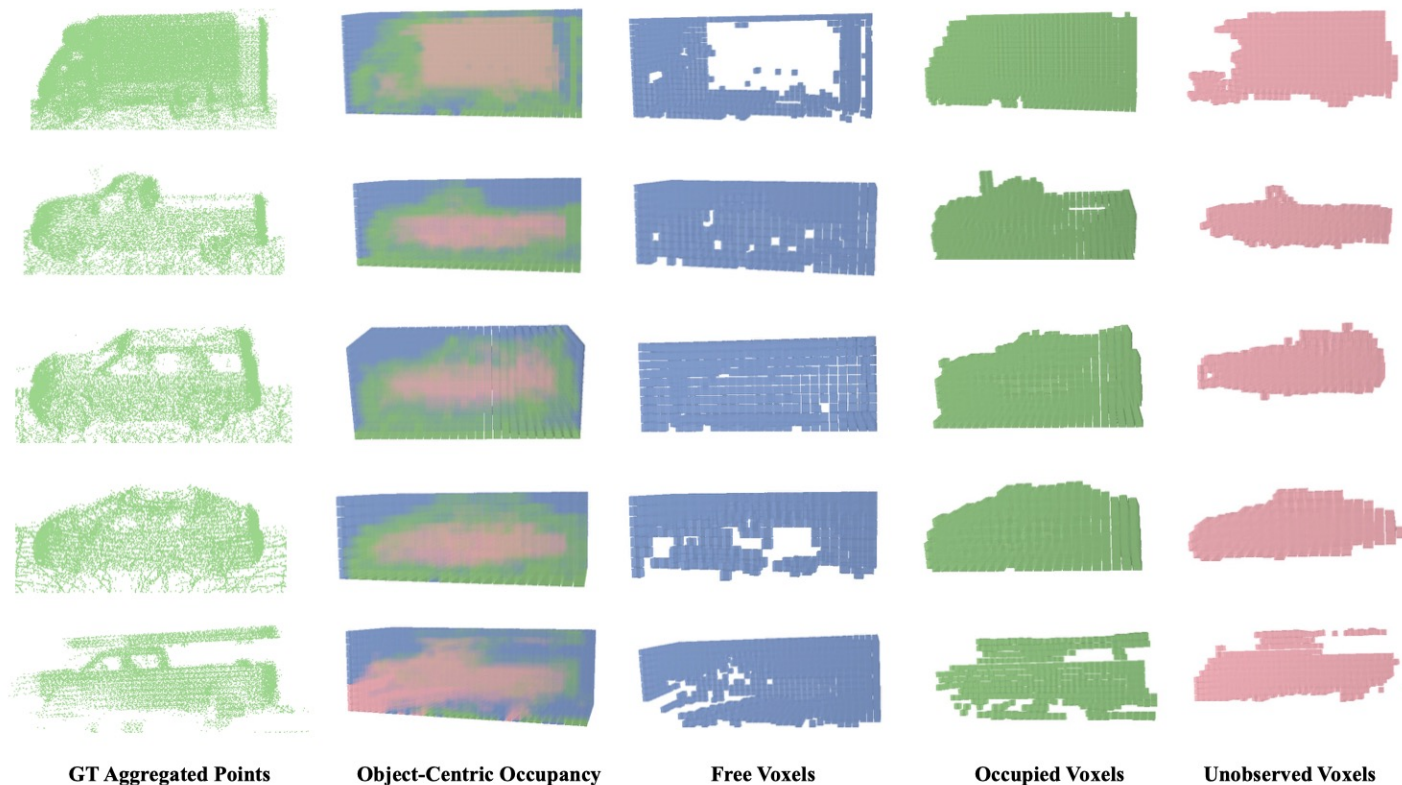 GT Aggregated Points
Object-Centric Occupancy
Free Voxels
Occupied Voxels
Unobserved Voxels